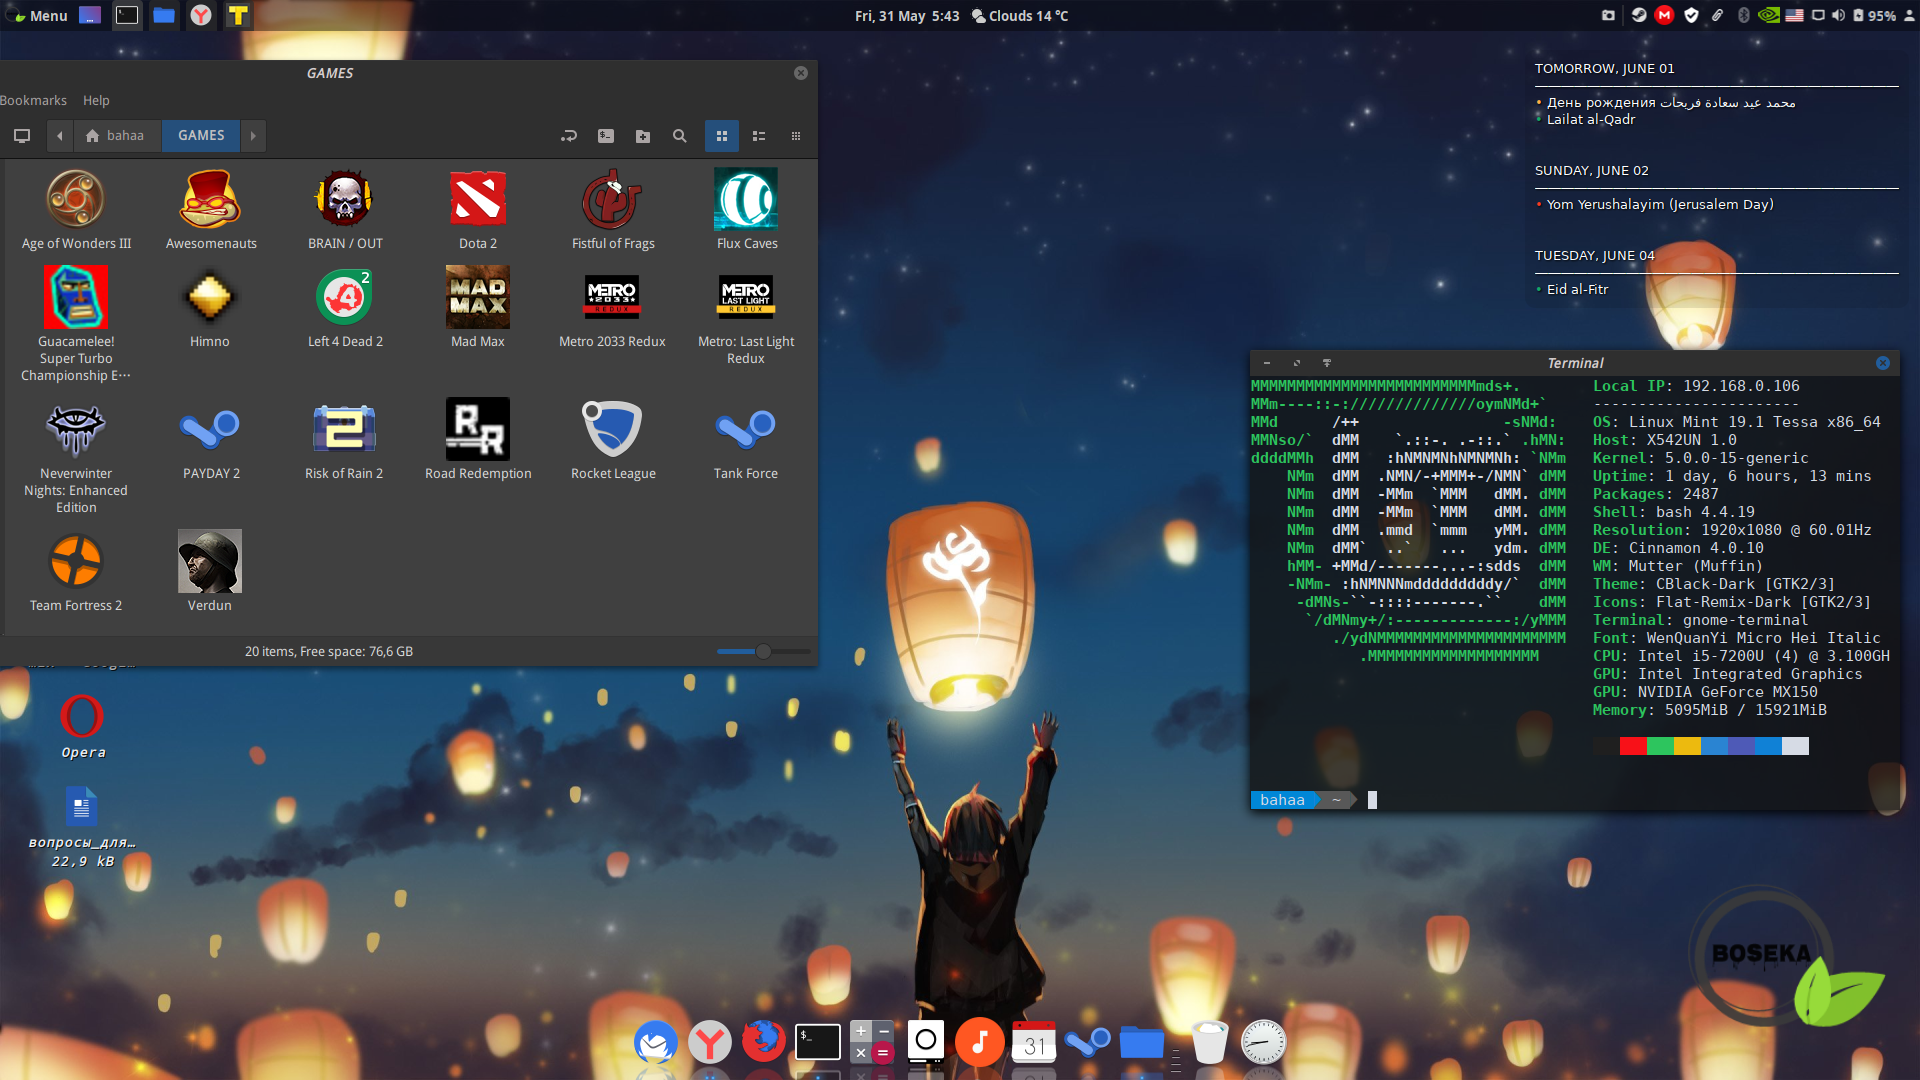 Menu
Fri, 31 May 5:43
Clouds 14 °C
95%
GAMES
Bookmarks Help
bahaa
GAMES
Age of Wonders III
Awesomenauts
BRAIN / OUT
Dota 2
Fistful of Frags
Flux Caves
MAD MAX
METRO 2033 REDUX
METRO LAST LIGHT REDUX
Guacamelee! Super Turbo Championship E···
Himno
Left 4 Dead 2
Mad Max
Metro 2033 Redux
Metro: Last Light Redux
Neverwinter Nights: Enhanced Edition
PAYDAY 2
Risk of Rain 2
Road Redemption
Rocket League
Tank Force
Team Fortress 2
Verdun
20 items, Free space: 76,6 GB
Opera
вопросы_для…
22,9 kB
TOMORROW, JUNE 01
• День рождения محمد عيد سعادة فريحات
• Lailat al-Qadr
SUNDAY, JUNE 02
• Yom Yerushalayim (Jerusalem Day)
TUESDAY, JUNE 04
• Eid al-Fitr
Terminal
Local IP: 192.168.0.106
-----------------------
OS: Linux Mint 19.1 Tessa x86_64
Host: X542UN 1.0
Kernel: 5.0.0-15-generic
Uptime: 1 day, 6 hours, 13 mins
Packages: 2487
Shell: bash 4.4.19
Resolution: 1920x1080 @ 60.01Hz
DE: Cinnamon 4.0.10
WM: Mutter (Muffin)
Theme: CBlack-Dark [GTK2/3]
Icons: Flat-Remix-Dark [GTK2/3]
Terminal: gnome-terminal
Font: WenQuanYi Micro Hei Italic
CPU: Intel i5-7200U (4) @ 3.100GH
GPU: Intel Integrated Graphics
GPU: NVIDIA GeForce MX150
Memory: 5095MiB / 15921MiB
bahaa ~
BOSEKA
31